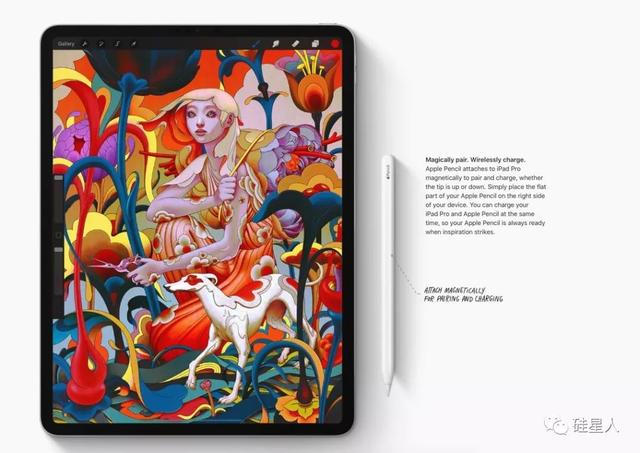 Gallery
Magically pair. Wirelessly charge.
Apple Pencil attaches to iPad Pro
magnetically to pair and charge, whether
the tip is up or down. Simply place the flat
part of your Apple Pencil on the right side
of your device. You can charge your
iPad Pro and Apple Pencil at the same
time, so your Apple Pencil is always ready
when inspiration strikes.
ATTACH MAGNETICALLY
FOR PAIRING AND CHARGING
硅星人